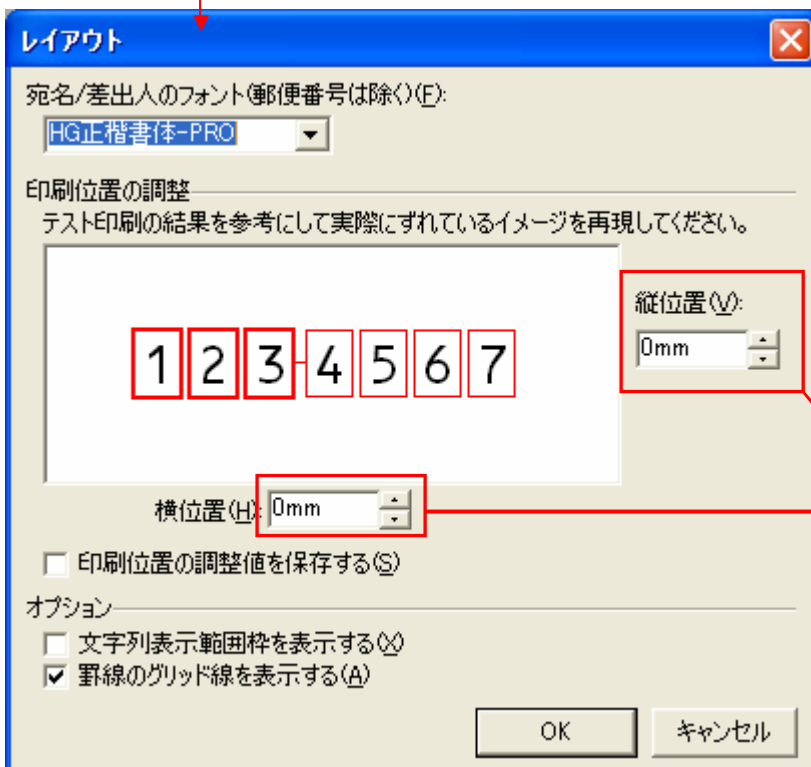 レイアウト
宛名/差出人のフォント(郵便番号は除く)(F):
HG正楷書体-PRO
印刷位置の調整
テスト印刷の結果を参考にして実際にずれているイメージを再現してください。
1 2 3-4 5 6 7
縦位置(V):
0mm
横位置(H): 0mm
印刷位置の調整値を保存する(S)
オプション
文字列表示範囲枠を表示する(X)
罫線のグリッド線を表示する(A)
OK キャンセル